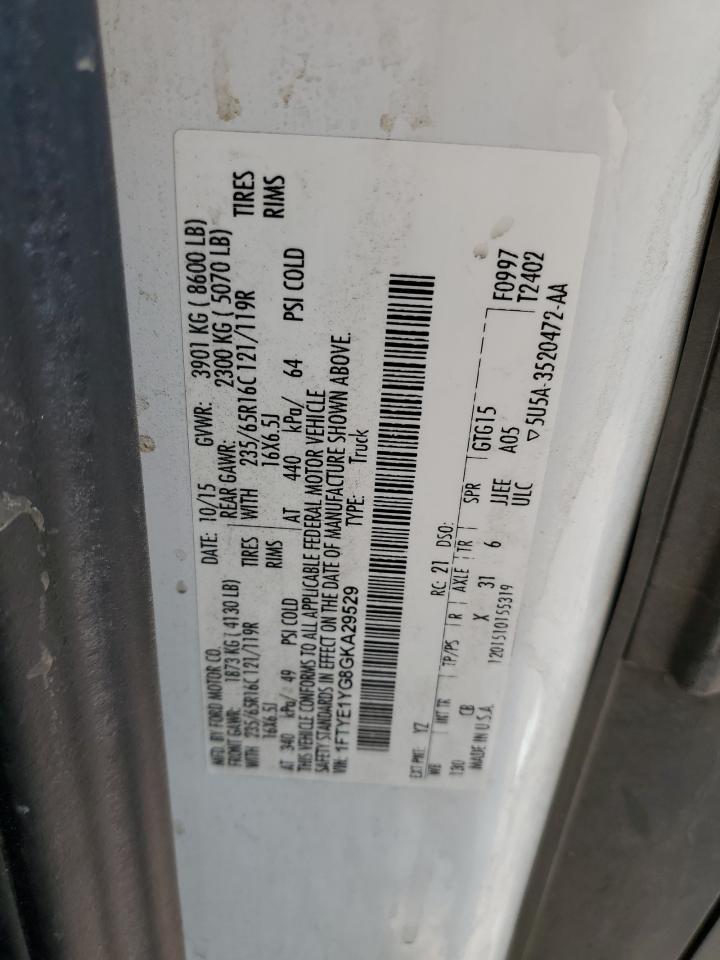 MFD. BY FORD MOTOR CO.
DATE: 10/15 GVWR: 3901 KG ( 8600 LB)
FRONT GAWR: 1873 KG ( 4130 LB) REAR GAWR: 2300 KG ( 5070 LB)
WITH 235/65R16C 121/119R TIRES WITH 235/65R16C 121/119R TIRES
16X6.5J RIMS 16X6.5J RIMS
AT 340 kPa/ 49 PSI COLD AT 440 kPa/ 64 PSI COLD
THIS VEHICLE CONFORMS TO ALL APPLICABLE FEDERAL MOTOR VEHICLE
SAFETY STANDARDS IN EFFECT ON THE DATE OF MANUFACTURE SHOWN ABOVE.
VIN: 1FTYE1YG8GKA29529 TYPE: Truck
EXT PNT: YZ RC: 21 DSO: F0997
WB INT TR TP/PS R AXLE TR SPR GTG15 T2402
130 CB X 31 6 JJEE A05
MADE IN U.S.A. 1201510155319 ULC ▽5U5A-3520472-AA